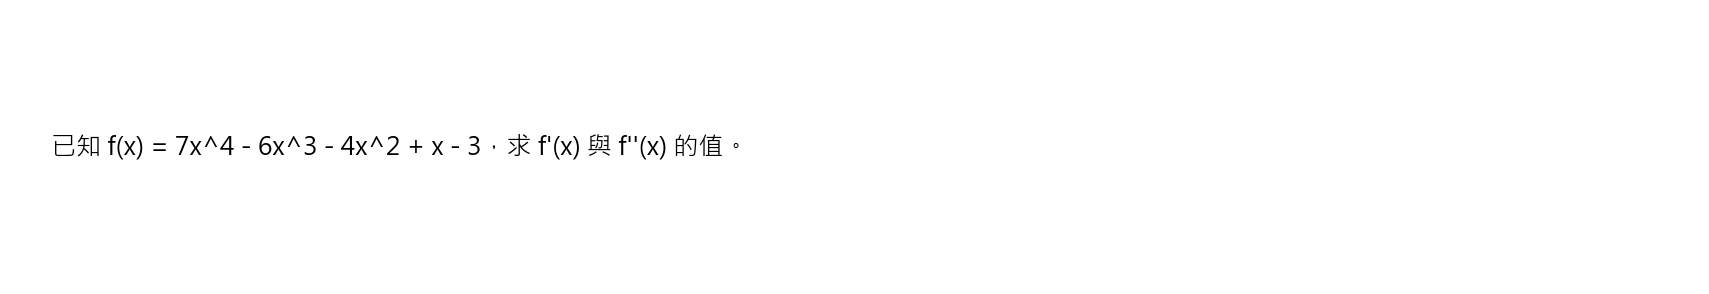 已知 f(x) = 7x^4 - 6x^3 - 4x^2 + x - 3，求 f'(x) 與 f''(x) 的值。